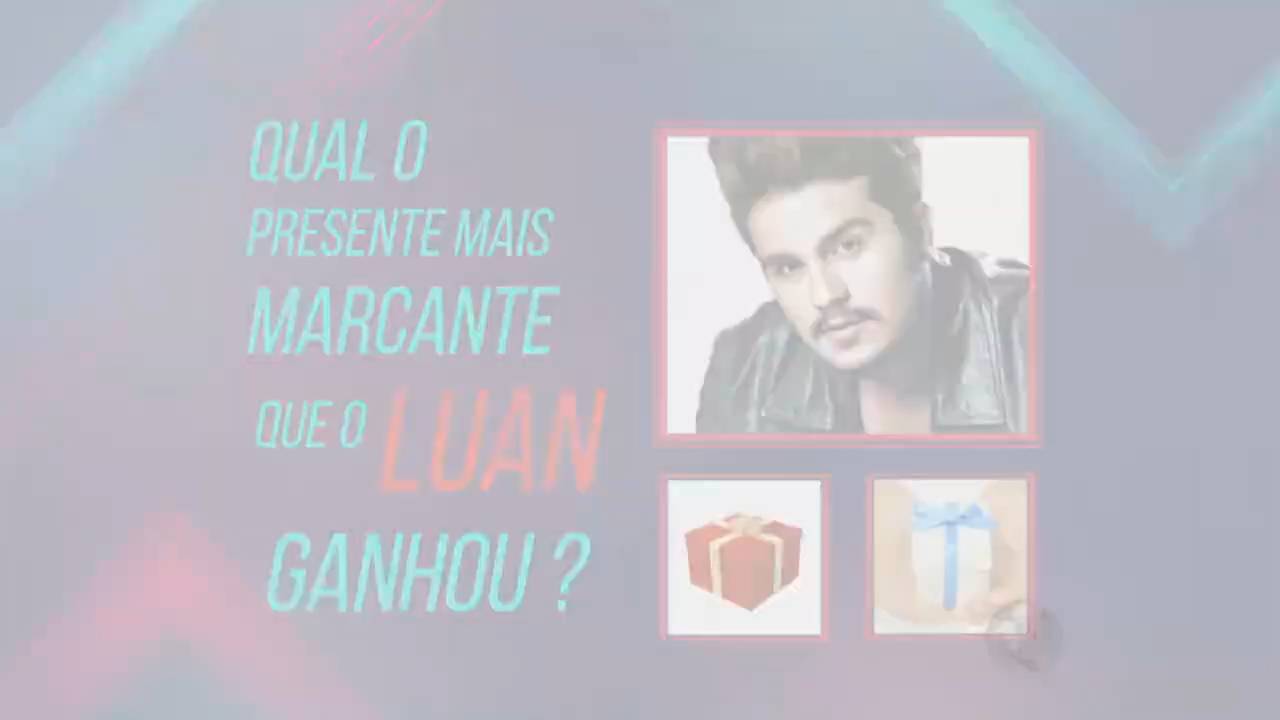 QUAL O
PRESENTE MAIS
MARCANTE
QUE O LUAN
GANHOU ?